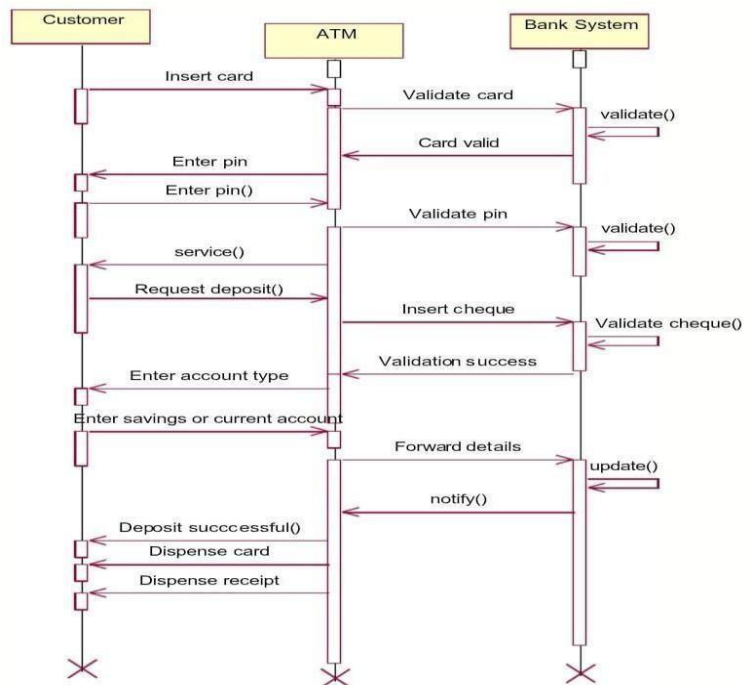 Customer
ATM
Bank System
Insert card
Validate card
validate()
Card valid
Enter pin
Enter pin()
Validate pin
validate()
service()
Request deposit()
Insert cheque
Validate cheque()
Validation success
Enter account type
Enter savings or current account
Forward details
update()
notify()
Deposit succcessful()
Dispense card
Dispense receipt